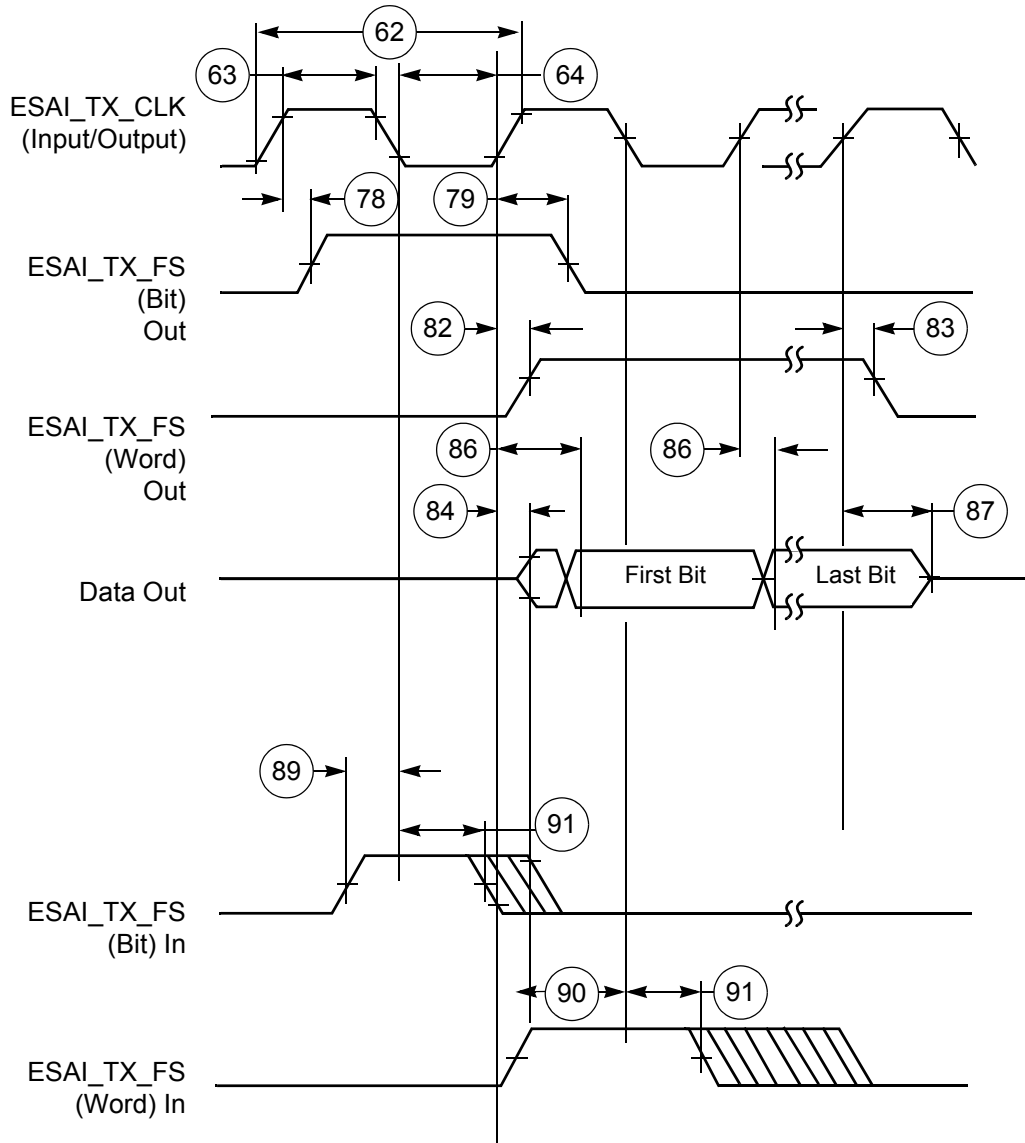 62
63
64
ESAI_TX_CLK
(Input/Output)
78
79
ESAI_TX_FS
(Bit)
Out
82
83
ESAI_TX_FS
(Word)
Out
86
86
84
87
Data Out
First Bit
Last Bit
89
91
ESAI_TX_FS
(Bit) In
90
91
ESAI_TX_FS
(Word) In